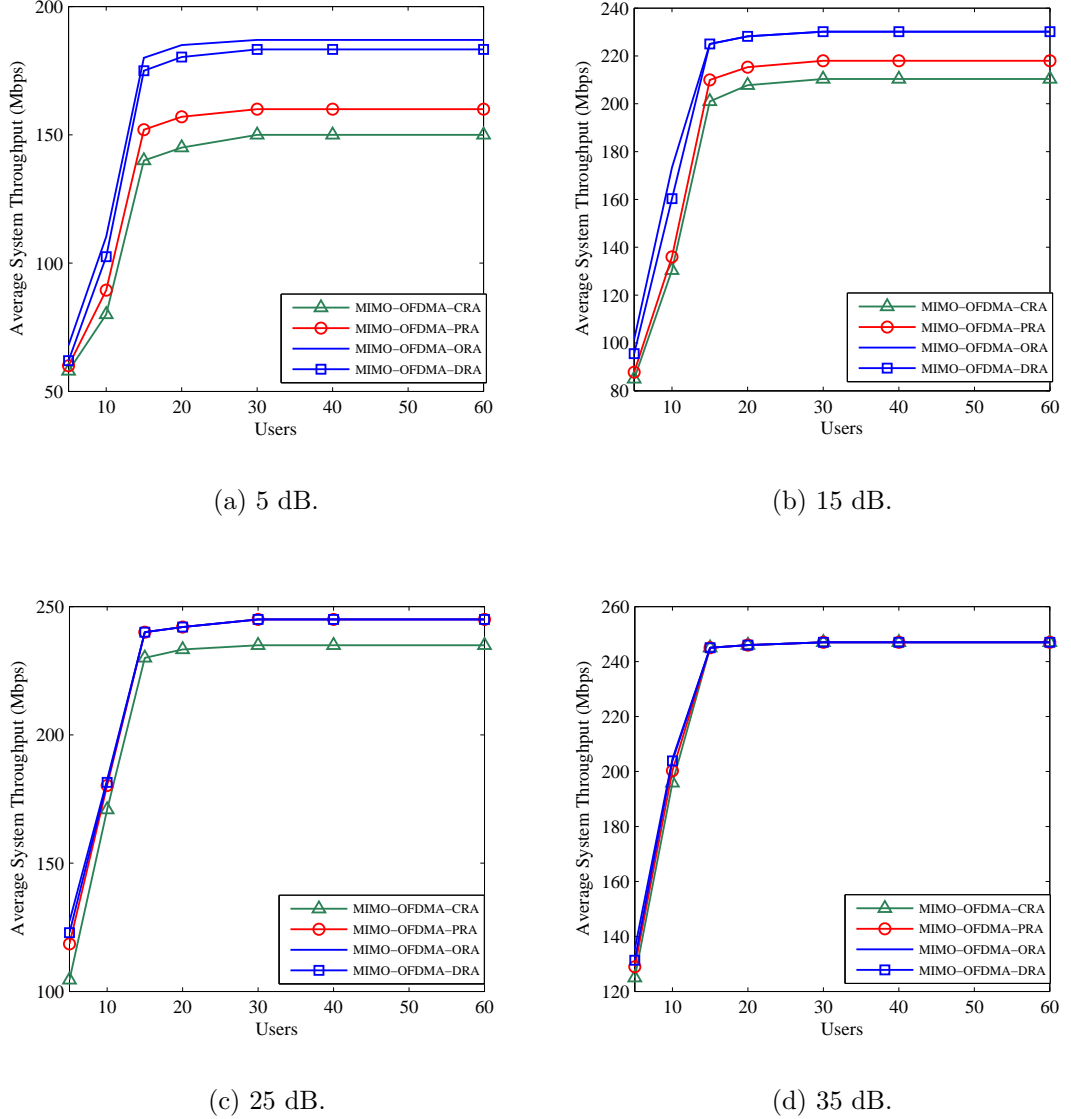 200
150
100
50
10 20 30 40 50 60
Average System Throughput (Mbps)
Users
MIMO−OFDMA−CRA
MIMO−OFDMA−PRA
MIMO−OFDMA−ORA
MIMO−OFDMA−DRA
(a) 5 dB.
240
220
200
180
160
140
120
100
80
10 20 30 40 50 60
Average System Throughput (Mbps)
Users
MIMO−OFDMA−CRA
MIMO−OFDMA−PRA
MIMO−OFDMA−ORA
MIMO−OFDMA−DRA
(b) 15 dB.
250
200
150
100
10 20 30 40 50 60
Average System Throughput (Mbps)
Users
MIMO−OFDMA−CRA
MIMO−OFDMA−PRA
MIMO−OFDMA−ORA
MIMO−OFDMA−DRA
(c) 25 dB.
260
240
220
200
180
160
140
120
10 20 30 40 50 60
Average System Throughput (Mbps)
Users
MIMO−OFDMA−CRA
MIMO−OFDMA−PRA
MIMO−OFDMA−ORA
MIMO−OFDMA−DRA
(d) 35 dB.